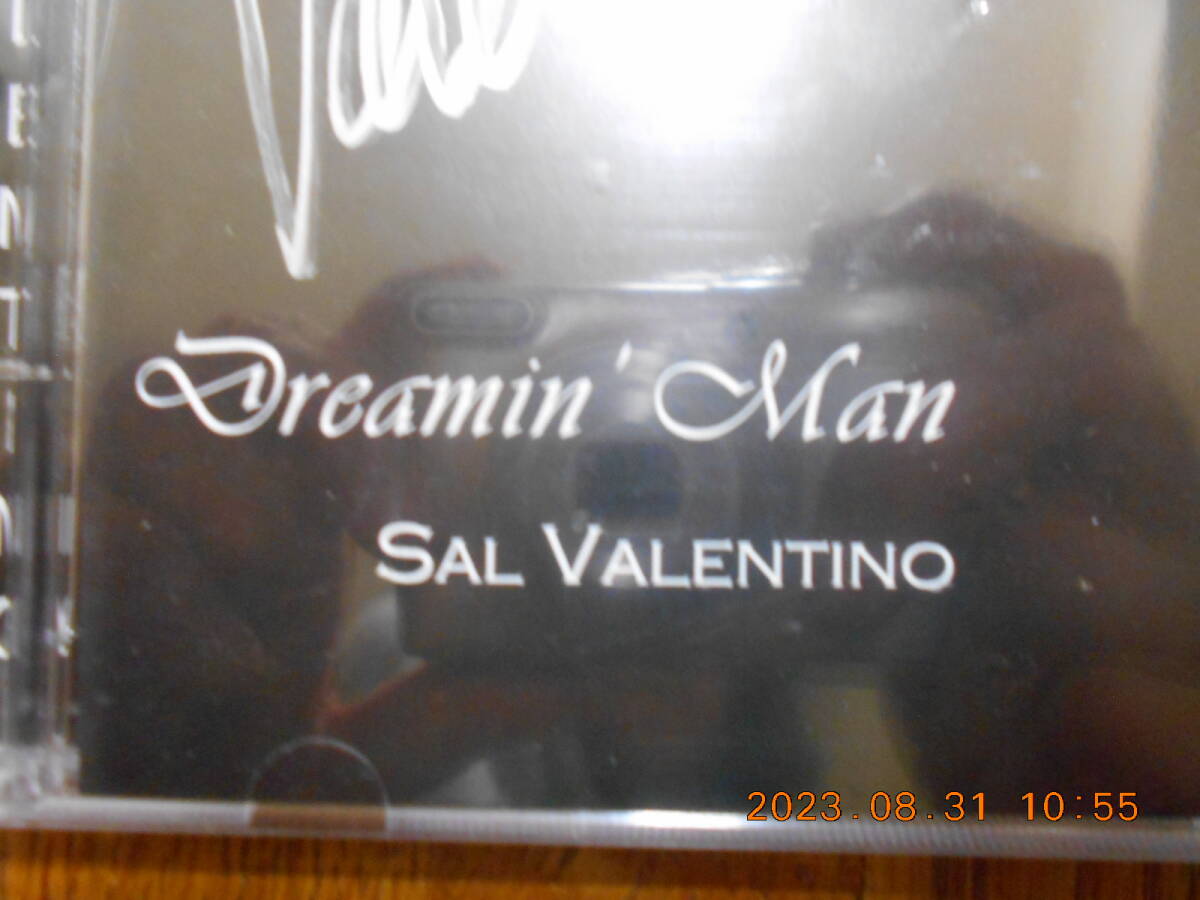 Dreamin' Man
SAL VALENTINO
2023.08.31 10:55